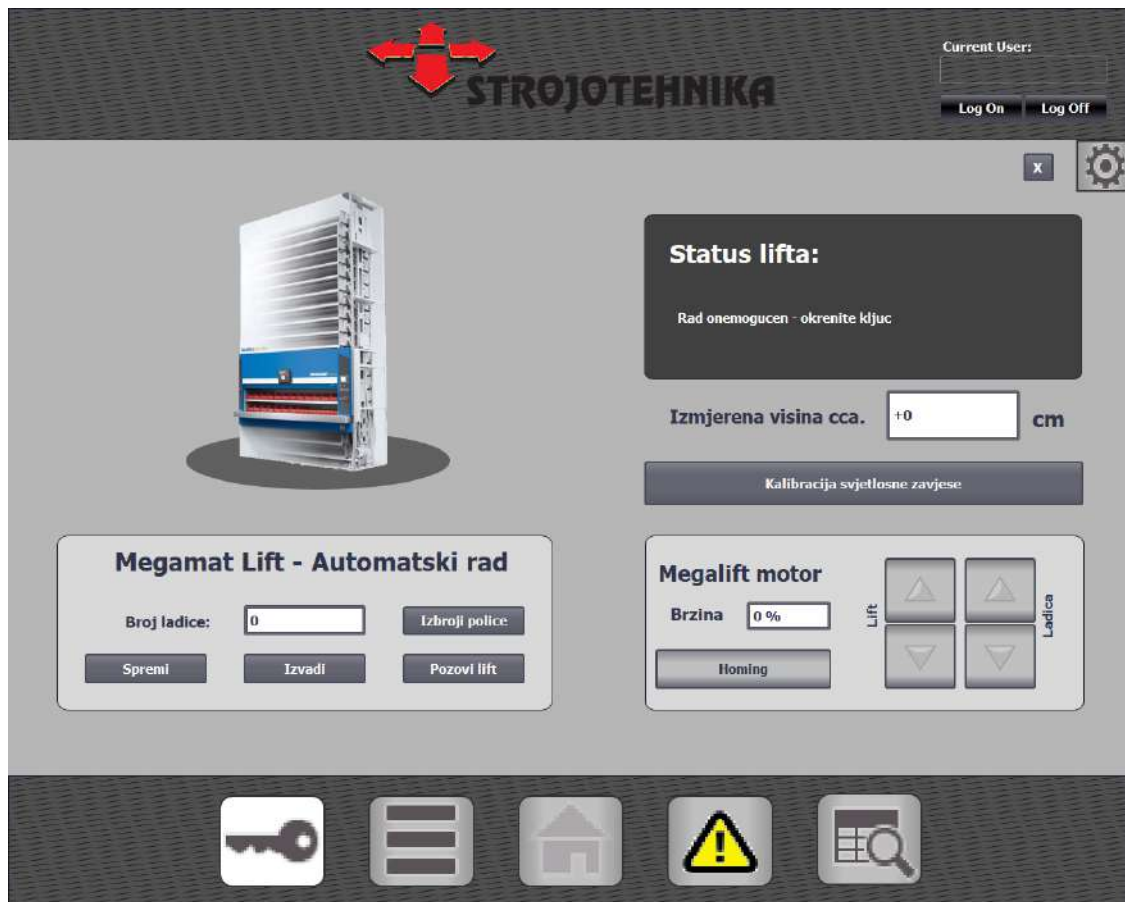 STROJOTEHNIKA
Current User:
Log On Log Off
x
Status lifta:
Rad onemogucen - okrenite kljuc
Izmjerena visina cca. +0 cm
Kalibracija svjetlosne zavjese
Megamat Lift - Automatski rad
Broj ladice: 0 Izbroji police
Spremi Izvadi Pozovi lift
Megalift motor
Brzina 0 %
Homing
Lift
Ladica